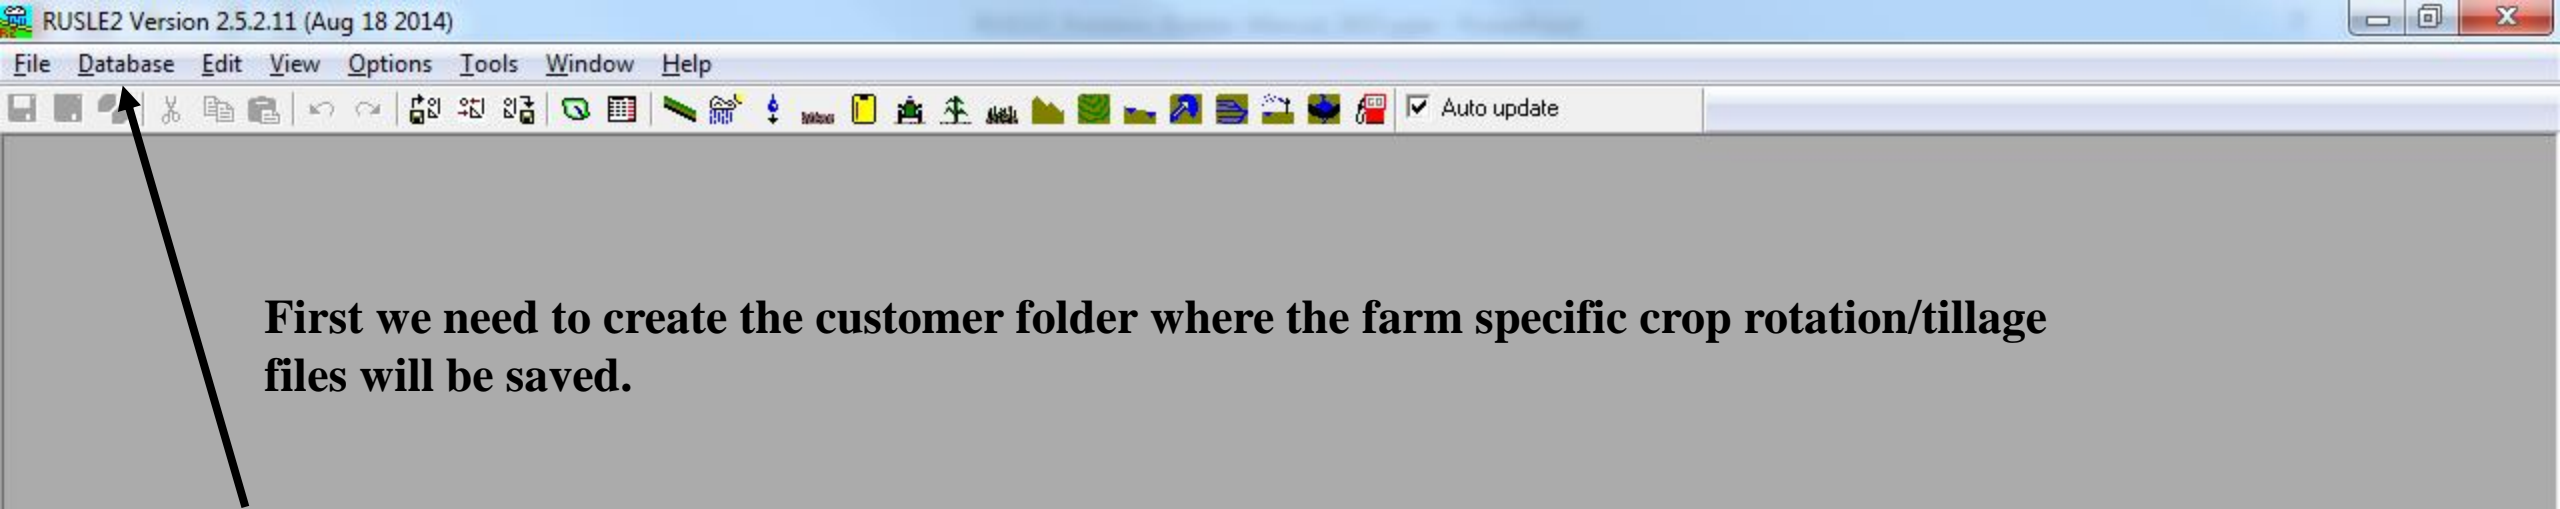 RUSLE2 Version 2.5.2.11 (Aug 18 2014)
File Database Edit View Options Tools Window Help
Auto update
First we need to create the customer folder where the farm specific crop rotation/tillage
files will be saved.